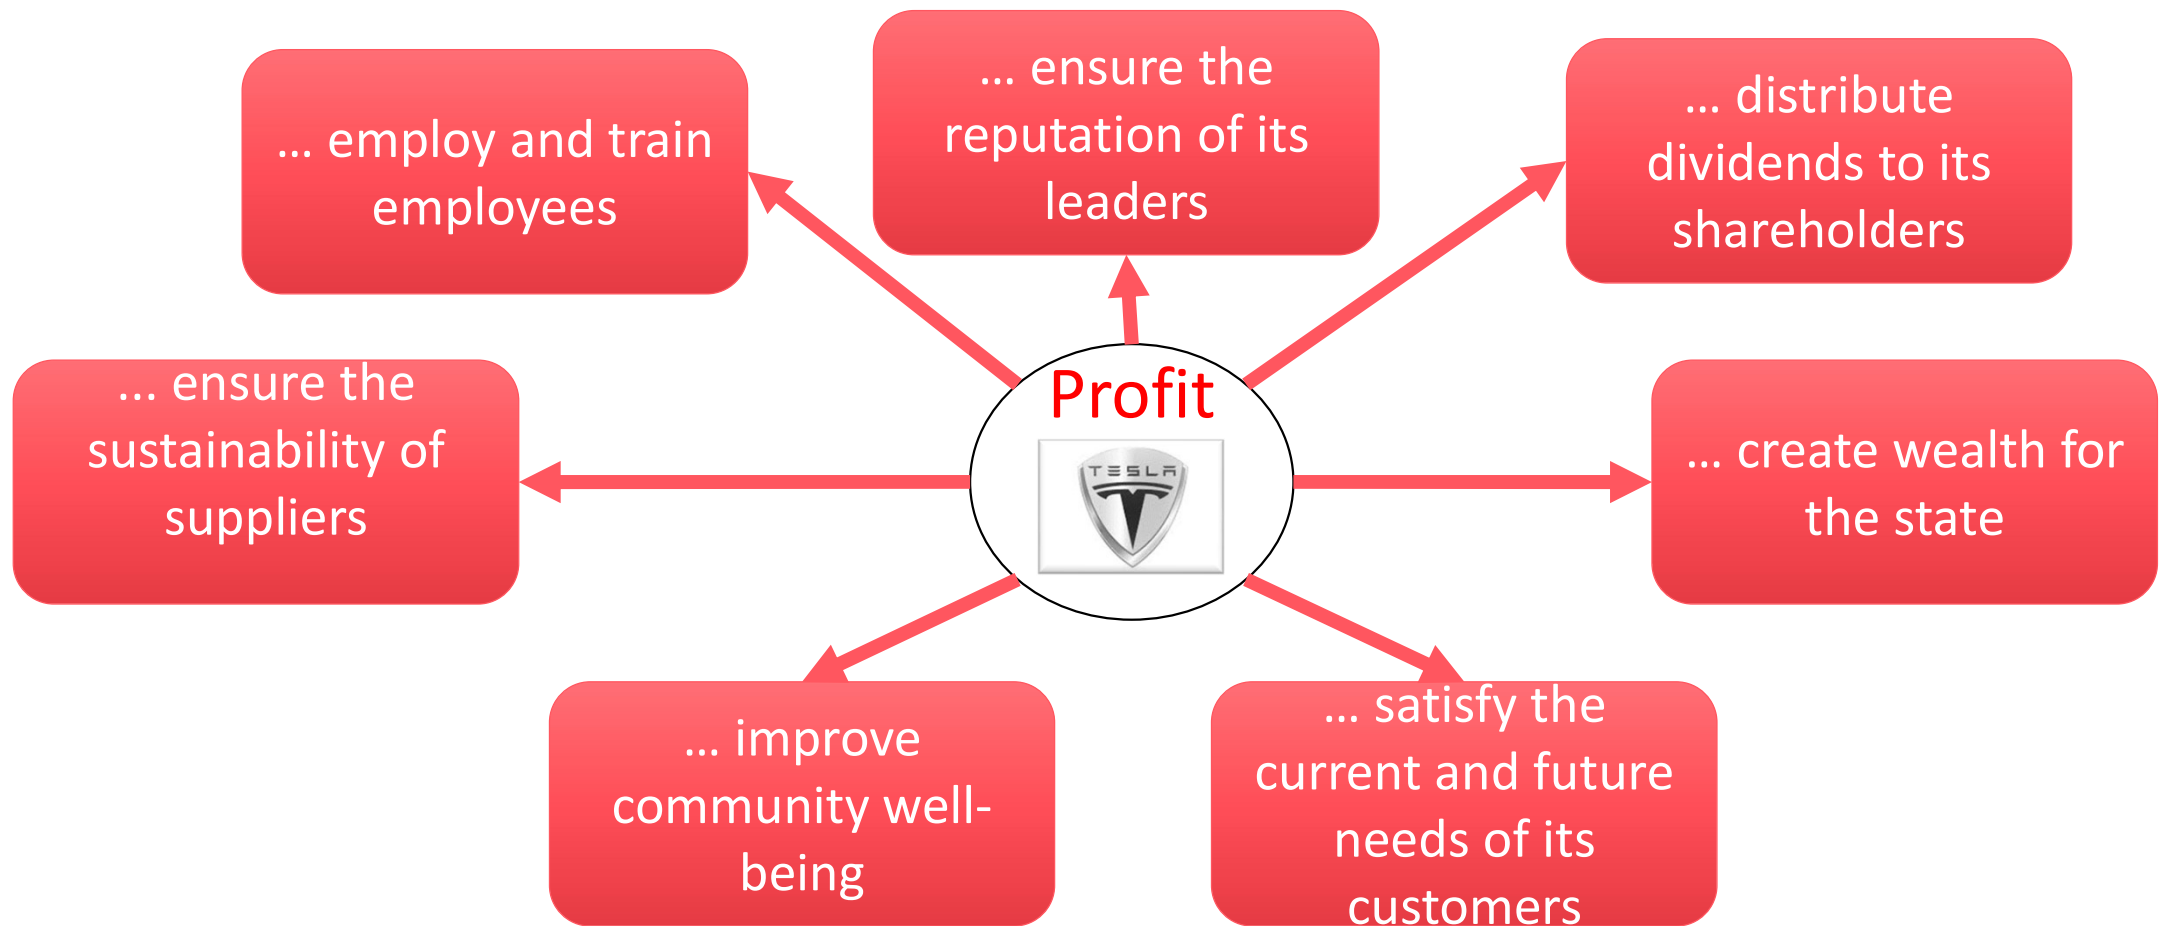 ... ensure the
reputation of its
leaders
... distribute
dividends to its
shareholders
... employ and train
employees
... ensure the
sustainability of
suppliers
Profit
TESLA
... create wealth for
the state
... improve
community well-
being
... satisfy the
current and future
needs of its
customers